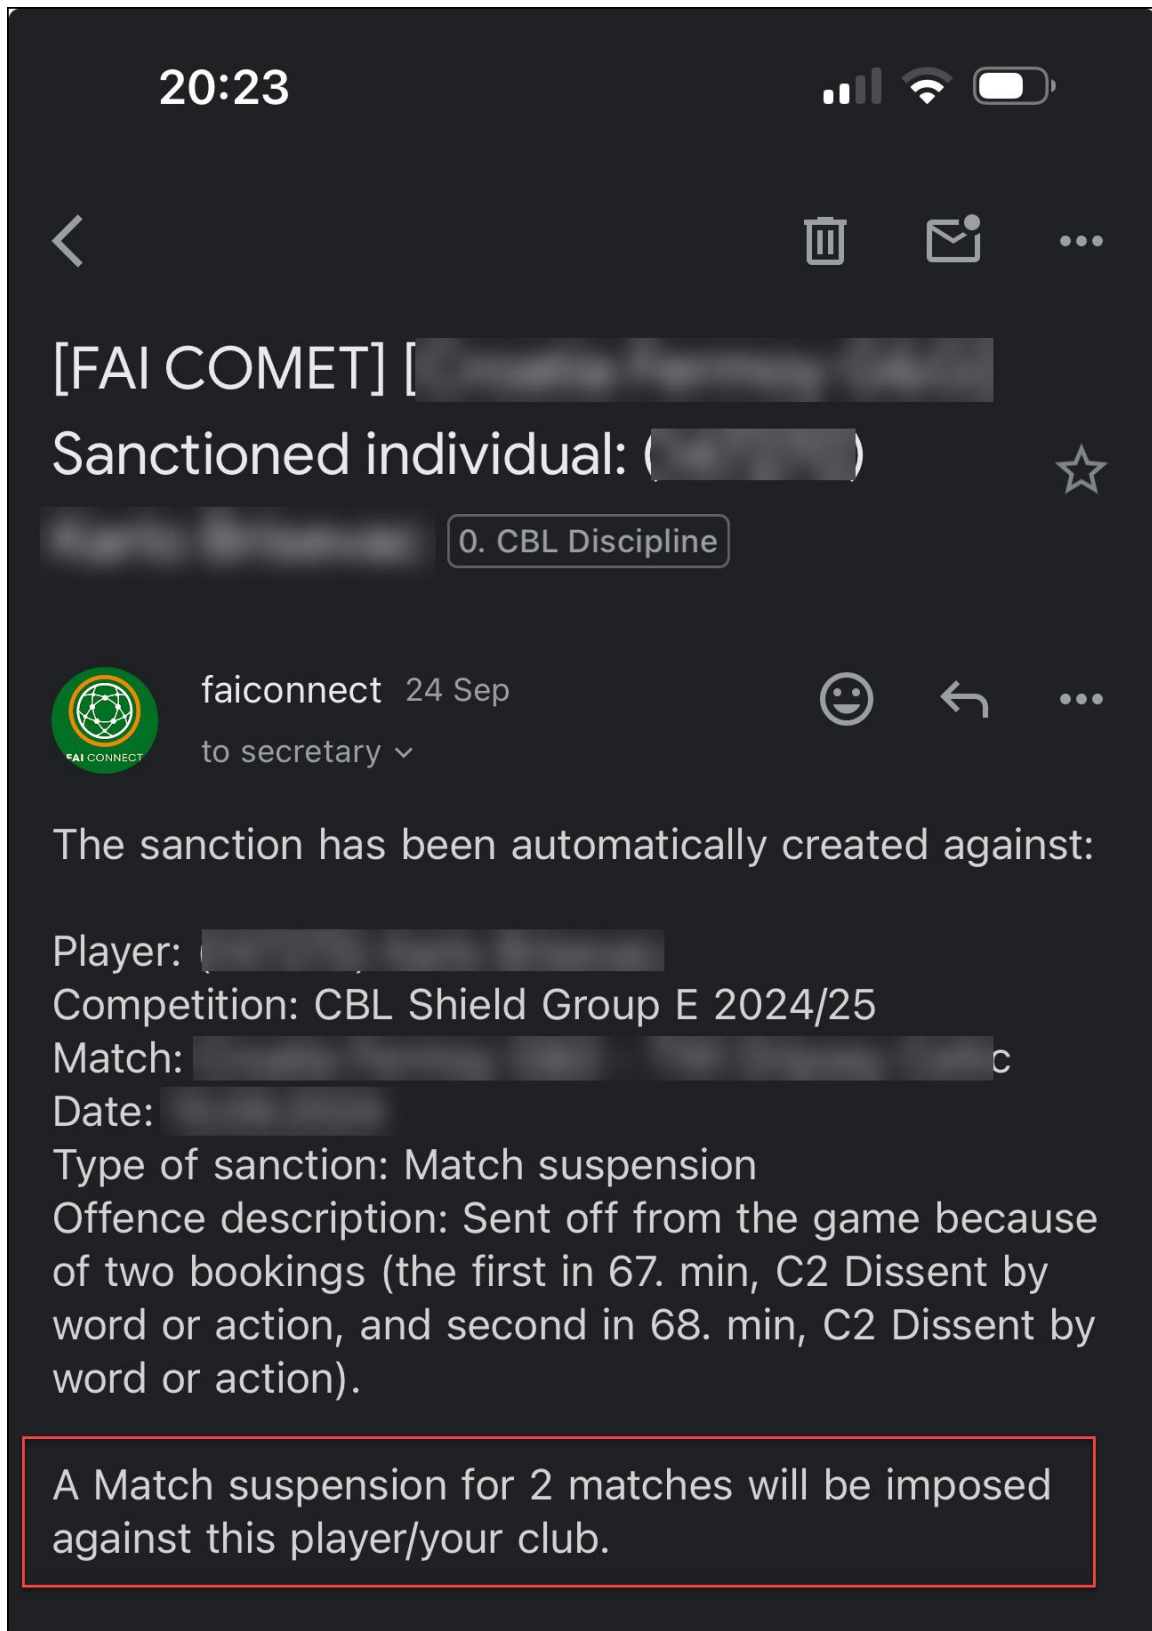 20:23
[FAI COMET] [
Sanctioned individual: ( )
0. CBL Discipline
faiconnect 24 Sep
to secretary
FAI CONNECT
The sanction has been automatically created against:
Player: (
Competition: CBL Shield Group E 2024/25
Match: c
Date:
Type of sanction: Match suspension
Offence description: Sent off from the game because
of two bookings (the first in 67. min, C2 Dissent by
word or action, and second in 68. min, C2 Dissent by
word or action).
A Match suspension for 2 matches will be imposed
against this player/your club.